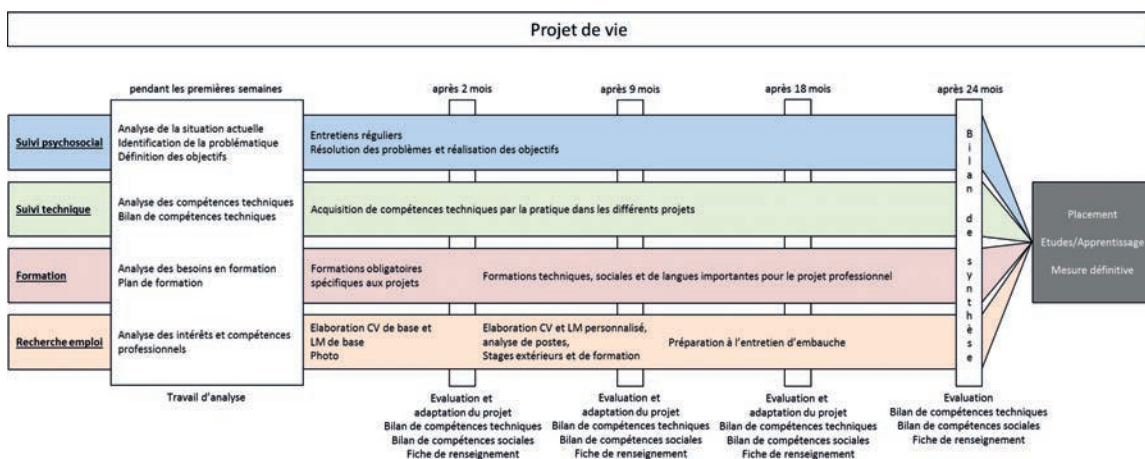 Projet de vie
pendant les premières semaines
après 2 mois
après 9 mois
après 18 mois
après 24 mois
Suivi psychosocial
Analyse de la situation actuelle
Identification de la problématique
Définition des objectifs
Entretiens réguliers
Résolution des problèmes et réalisation des objectifs
Suivi technique
Analyse des compétences techniques
Bilan de compétences techniques
Acquisition de compétences techniques par la pratique dans les différents projets
Formation
Analyse des besoins en formation
Plan de formation
Formations obligatoires
spécifiques aux projets
Formations techniques, sociales et de langues importantes pour le projet professionnel
Recherche emploi
Analyse des intérêts et compétences
professionnels
Elaboration CV de base et
LM de base
Photo
Elaboration CV et LM personnalisé,
analyse de postes,
Stages extérieurs et de formation
Préparation à l'entretien d'embauche
Bilan de synthèse
Placement
Etudes/Apprentissage
Mesure définitive
Travail d'analyse
Evaluation et
adaptation du projet
Bilan de compétences techniques
Bilan de compétences sociales
Fiche de renseignement
Evaluation et
adaptation du projet
Bilan de compétences techniques
Bilan de compétences sociales
Fiche de renseignement
Evaluation et
adaptation du projet
Bilan de compétences techniques
Bilan de compétences sociales
Fiche de renseignement
Evaluation
Bilan de compétences techniques
Bilan de compétences sociales
Fiche de renseignement